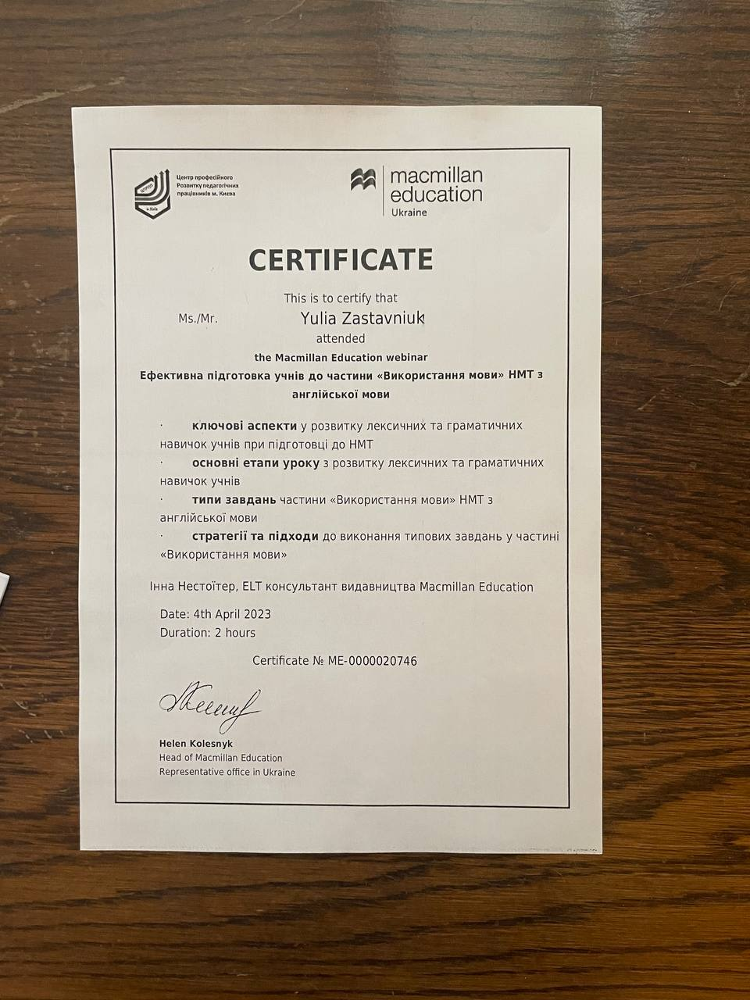 Центр професійного
Розвитку педагогічних
працівників м. Києва
macmillan
education
Ukraine
CERTIFICATE
This is to certify that
Ms./Mr. Yulia Zastavniuk
attended
the Macmillan Education webinar
Ефективна підготовка учнів до частини «Використання мови» НМТ з
англійської мови
· ключові аспекти у розвитку лексичних та граматичних
навичок учнів при підготовці до НМТ
· основні етапи уроку з розвитку лексичних та граматичних
навичок учнів
· типи завдань частини «Використання мови» НМТ з
англійської мови
· стратегії та підходи до виконання типових завдань у частині
«Використання мови»
Інна Нестоїтер, ELT консультант видавництва Macmillan Education
Date: 4th April 2023
Duration: 2 hours
Certificate № ME-0000020746
Helen Kolesnyk
Head of Macmillan Education
Representative office in Ukraine